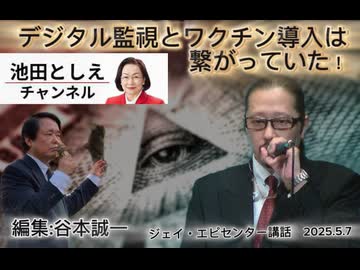 デジタル監視とワクチン導入は
繋がっていた！
池田としえ
チャンネル
編集:谷本誠一
ジェイ・エピセンター講話 2025.5.7